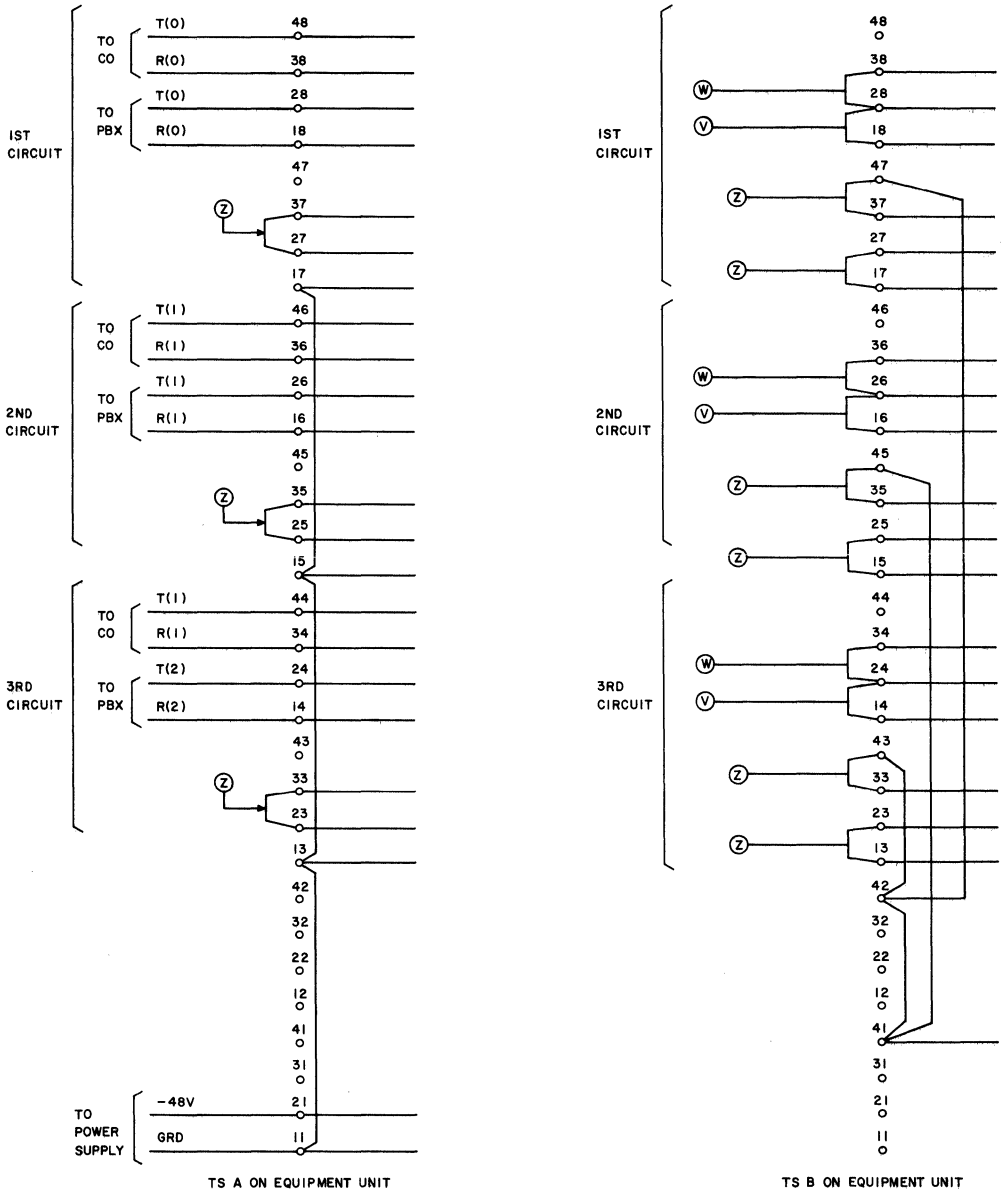 1ST CIRCUIT
TO CO
T(0) 48
R(0) 38
TO PBX
T(0) 28
R(0) 18
47
Z
37
27
17
2ND CIRCUIT
TO CO
T(1) 46
R(1) 36
TO PBX
T(1) 26
R(1) 16
45
Z
35
25
15
3RD CIRCUIT
TO CO
T(1) 44
R(1) 34
TO PBX
T(2) 24
R(2) 14
43
Z
33
23
13
42
32
22
12
41
31
TO POWER SUPPLY
-48V 21
GRD 11
TS A ON EQUIPMENT UNIT
1ST CIRCUIT
48
38
W
28
V
18
47
Z
37
27
Z
17
2ND CIRCUIT
46
36
W
26
V
16
45
Z
35
25
Z
15
3RD CIRCUIT
44
34
W
24
V
14
43
Z
33
23
Z
13
42
32
22
12
41
31
21
11
TS B ON EQUIPMENT UNIT